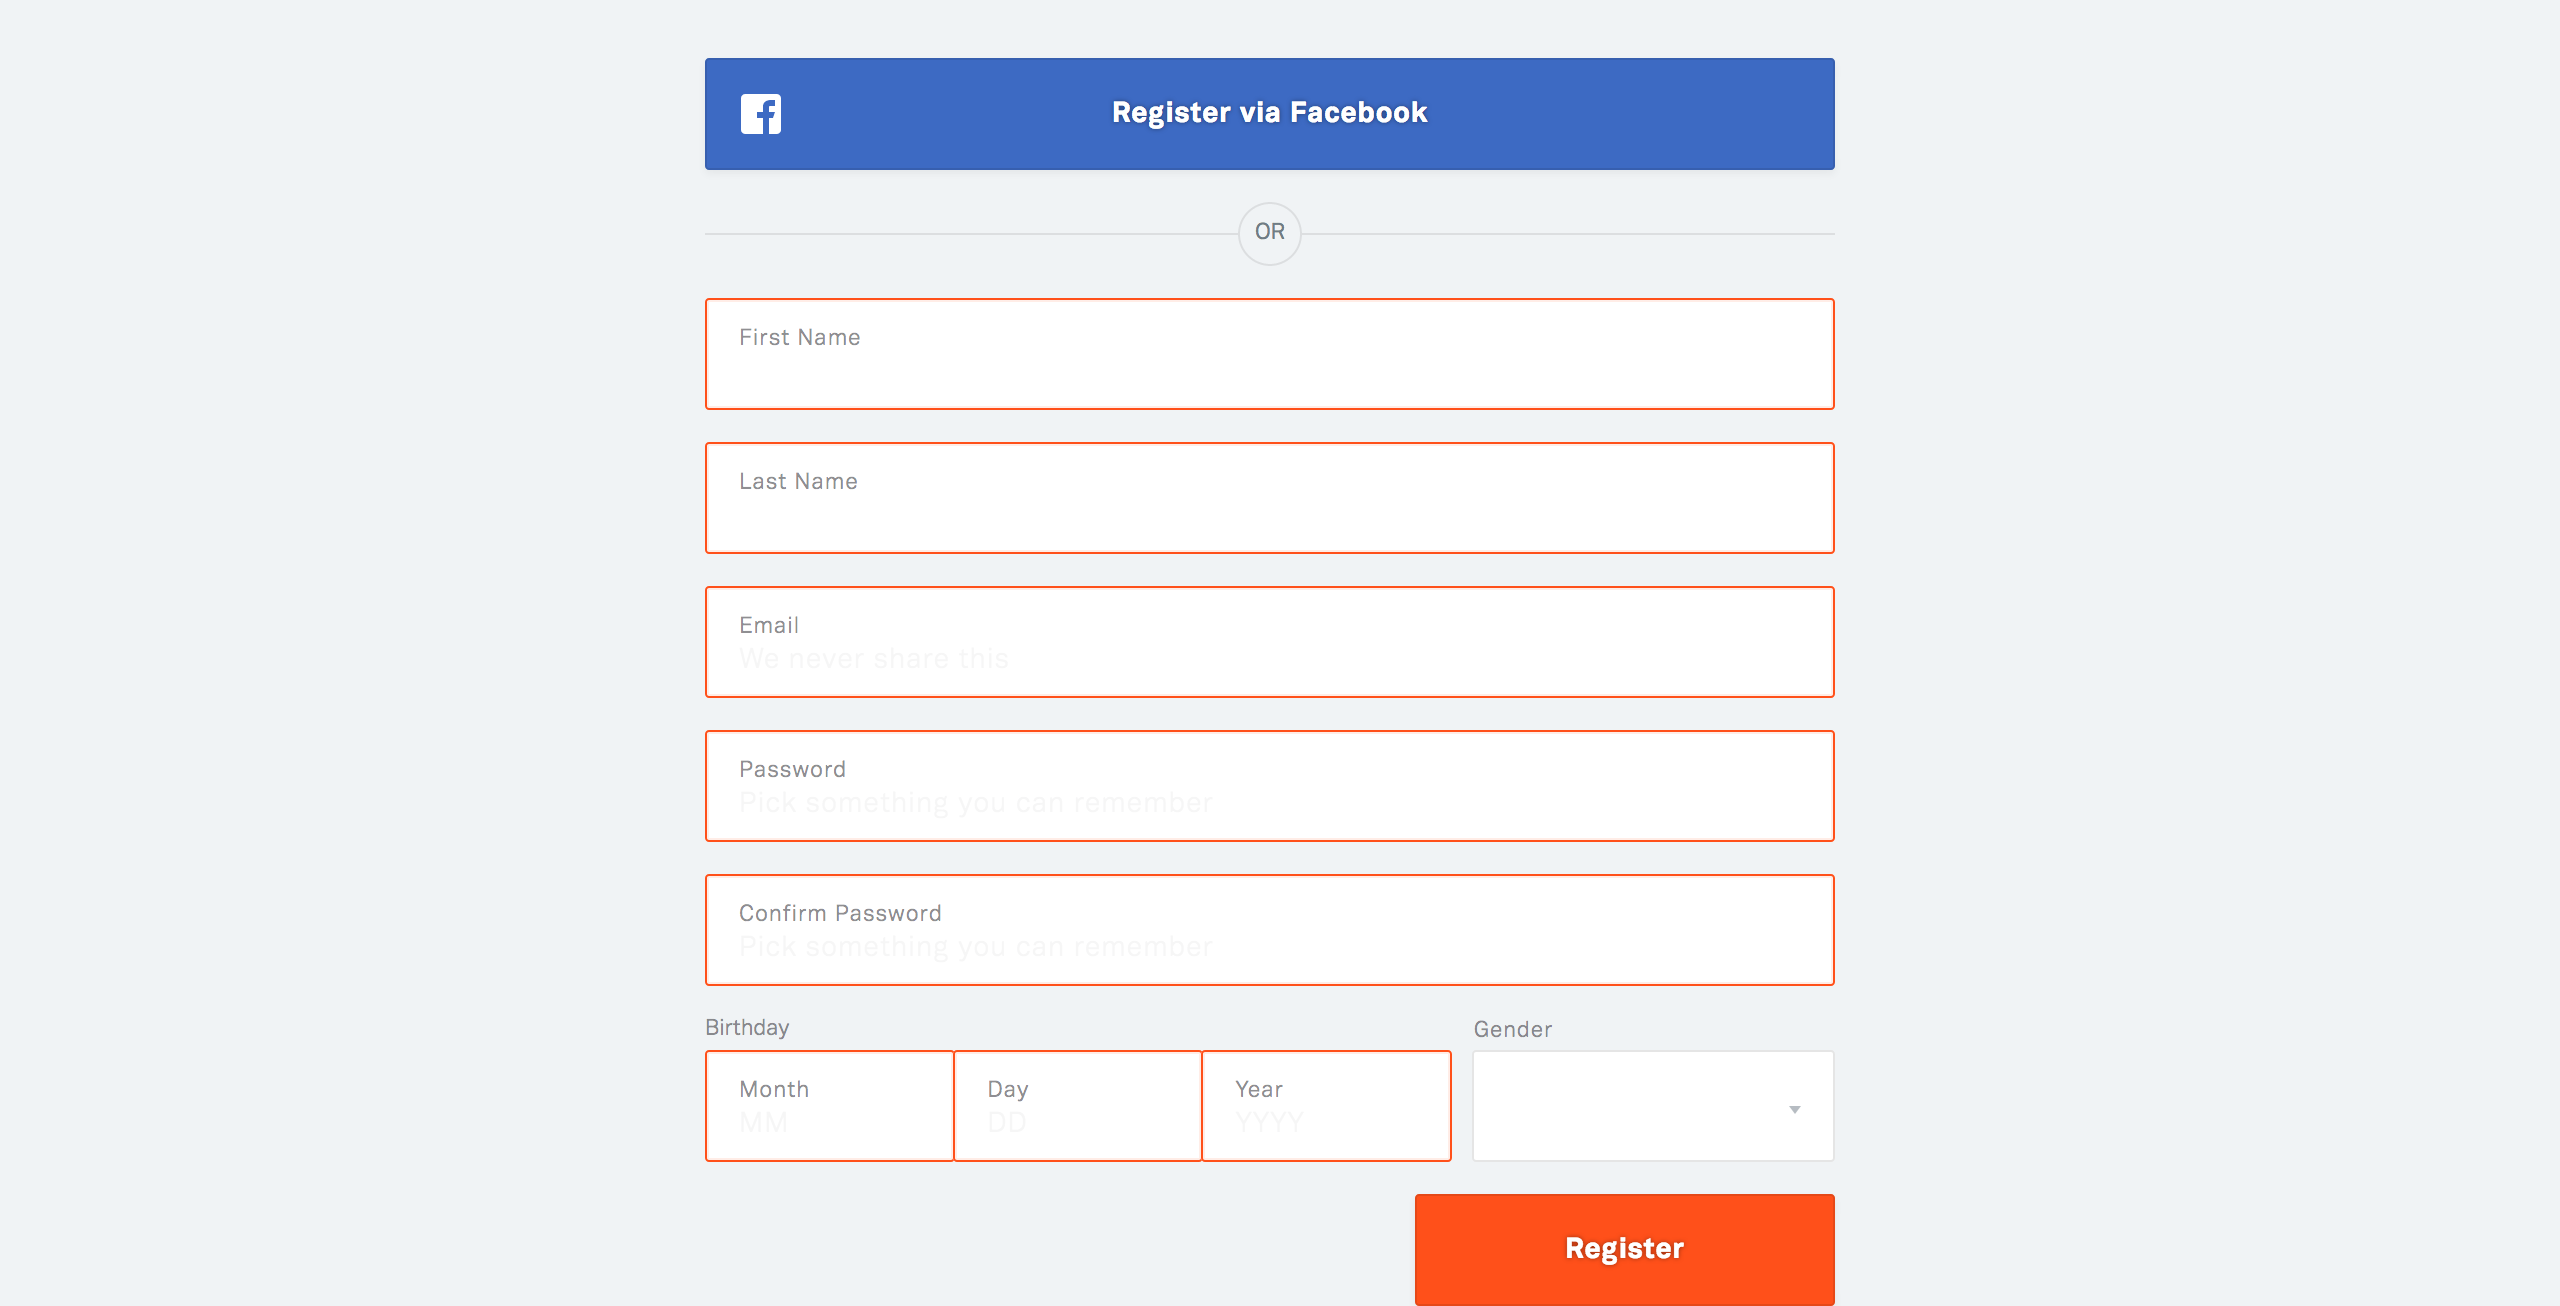 Register via Facebook
OR
First Name
Last Name
Email
We never share this
Password
Pick something you can remember
Confirm Password
Pick something you can remember
Birthday
Gender
Month
Day
Year
MM
DD
YYYY
Register